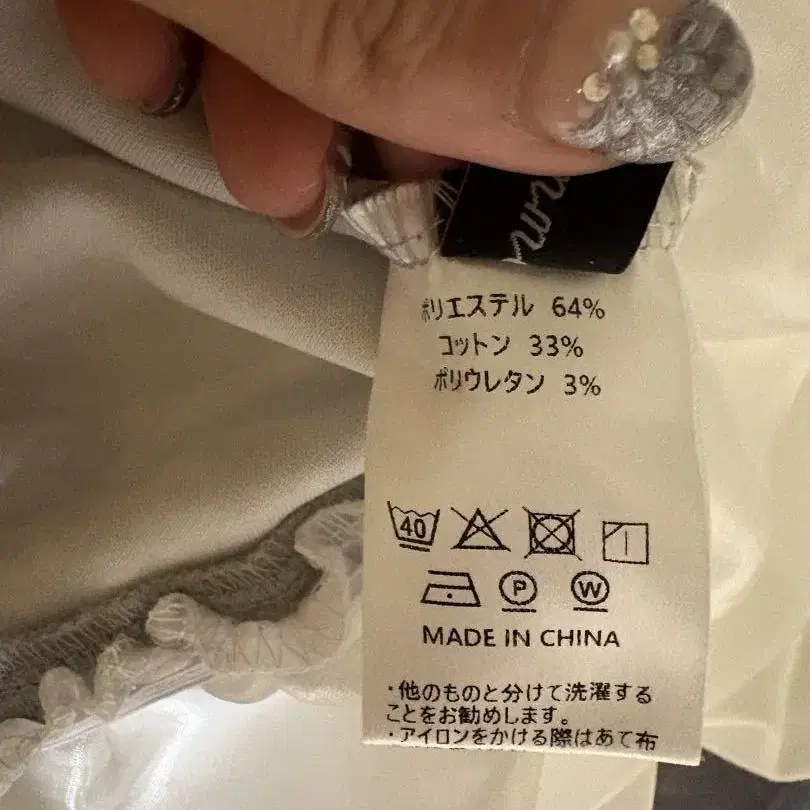 ポリエステル 64%
コットン 33%
ポリウレタン 3%
40
P W
MADE IN CHINA
・他のものと分けて洗濯する
ことをお勧めします。
・アイロンをかける際はあて布